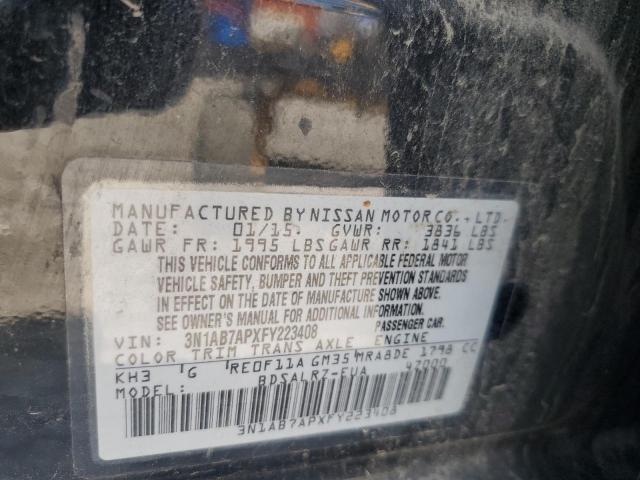 MANUFACTURED BY NISSAN MOTOR CO., LTD.
DATE: 01/15 GVWR: 3836 LBS
GAWR FR: 1995 LBS GAWR RR: 1841 LBS
THIS VEHICLE CONFORMS TO ALL APPLICABLE FEDERAL MOTOR
VEHICLE SAFETY, BUMPER AND THEFT PREVENTION STANDARDS
IN EFFECT ON THE DATE OF MANUFACTURE SHOWN ABOVE.
SEE OWNER'S MANUAL FOR ADDITIONAL INFORMATION.
VIN: 3N1AB7APXFY223408 PASSENGER CAR.
COLOR TRIM TRANS AXLE ENGINE
KH3 G RE0F11A GM35 MRA8DE 1798 CC
MODEL: BDSALRZ-EUA 47000
3N1AB7APXFY223408